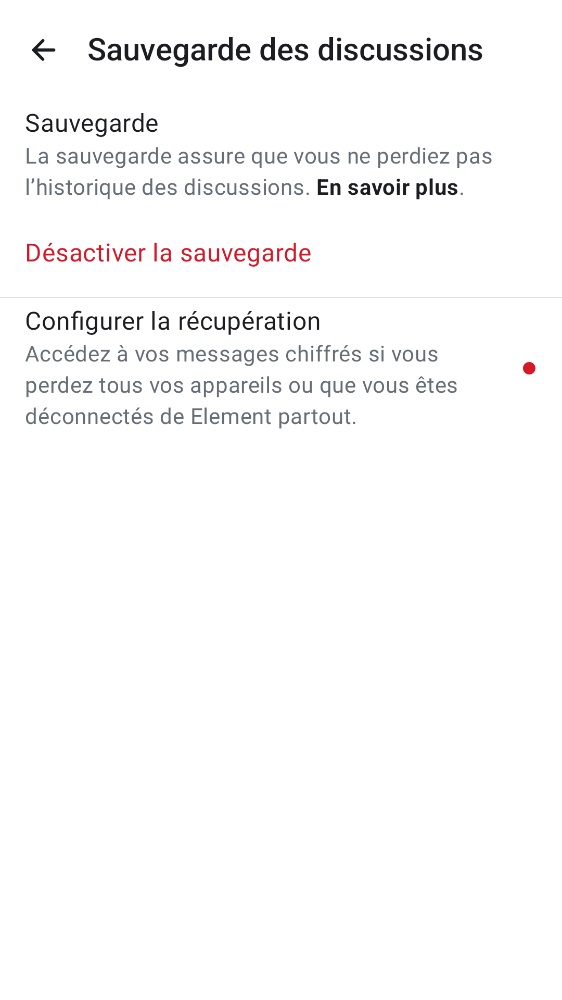 Sauvegarde des discussions
Sauvegarde
La sauvegarde assure que vous ne perdiez pas
l’historique des discussions. En savoir plus.
Désactiver la sauvegarde
Configurer la récupération
Accédez à vos messages chiffrés si vous
perdez tous vos appareils ou que vous êtes
déconnectés de Element partout.